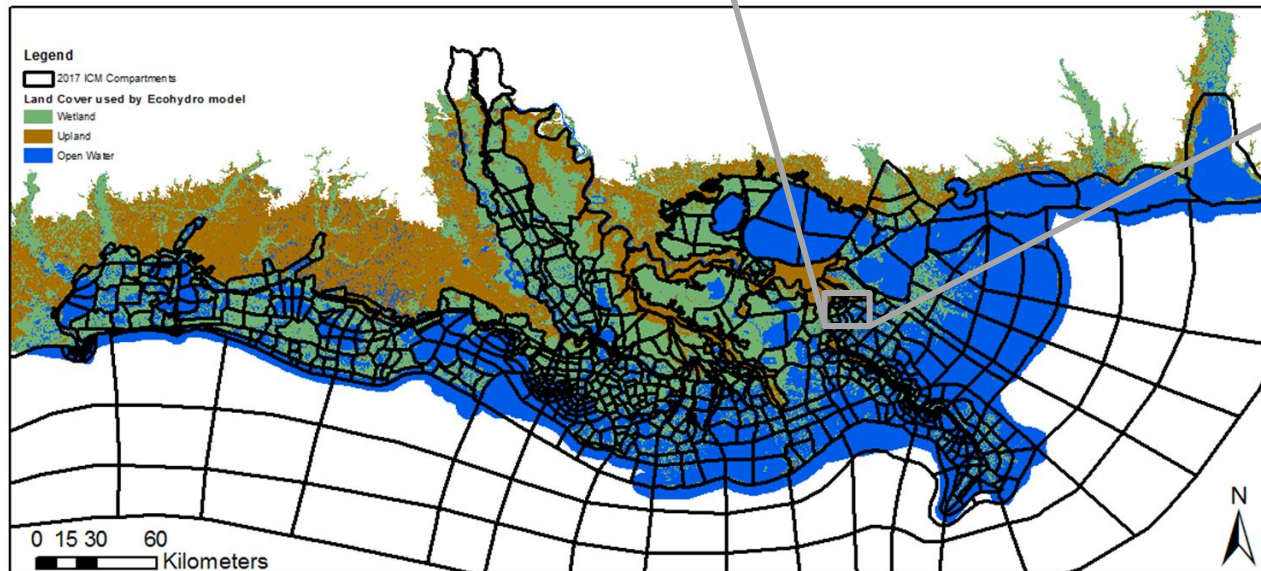 Legend
2017 ICM Compartments
Land Cover used by Ecohydro model
Wetland
Upland
Open Water
0 15 30 60
Kilometers
N